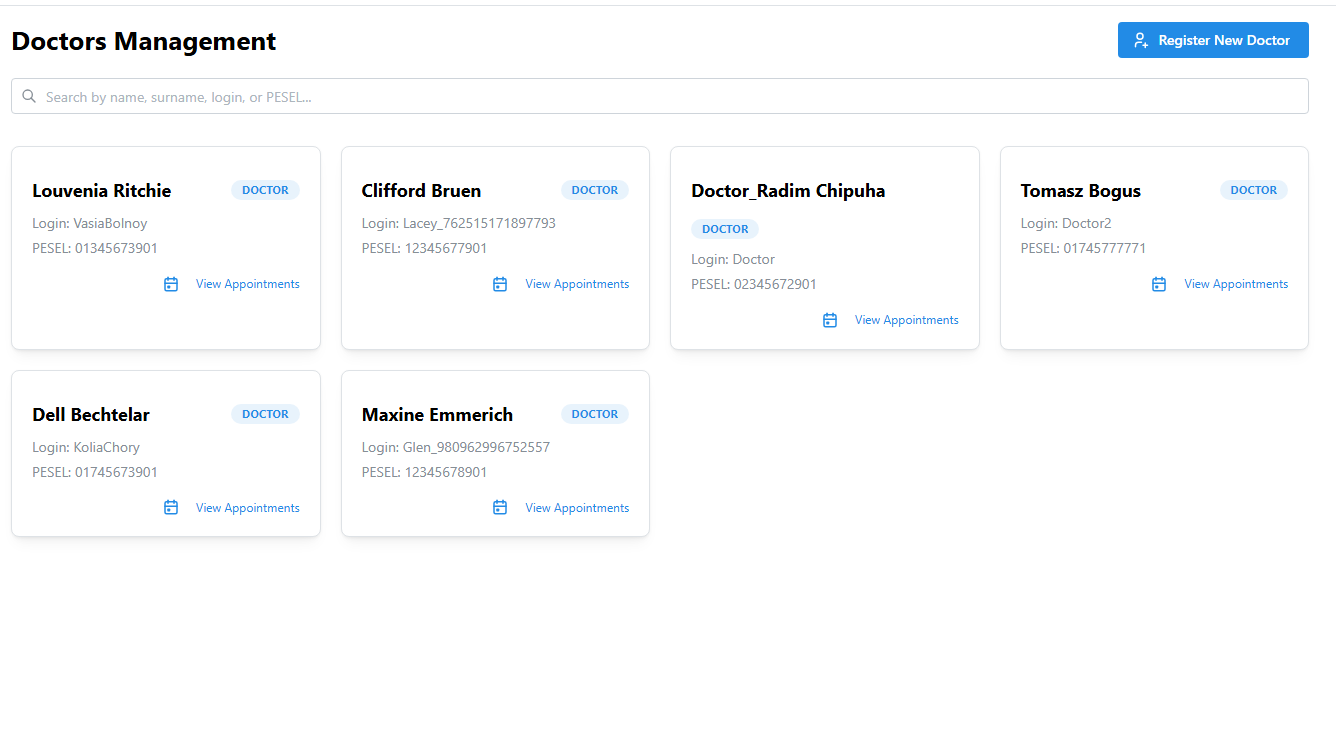 Doctors Management
Register New Doctor
Search by name, surname, login, or PESEL...
Louvenia Ritchie
DOCTOR
Login: VasiaBolnoy
PESEL: 01345673901
View Appointments
Clifford Bruen
DOCTOR
Login: Lacey_762515171897793
PESEL: 12345677901
View Appointments
Doctor_Radim Chipuha
DOCTOR
Login: Doctor
PESEL: 02345672901
View Appointments
Tomasz Bogus
DOCTOR
Login: Doctor2
PESEL: 01745777771
View Appointments
Dell Bechtelar
DOCTOR
Login: KoliaChory
PESEL: 01745673901
View Appointments
Maxine Emmerich
DOCTOR
Login: Glen_980962996752557
PESEL: 12345678901
View Appointments